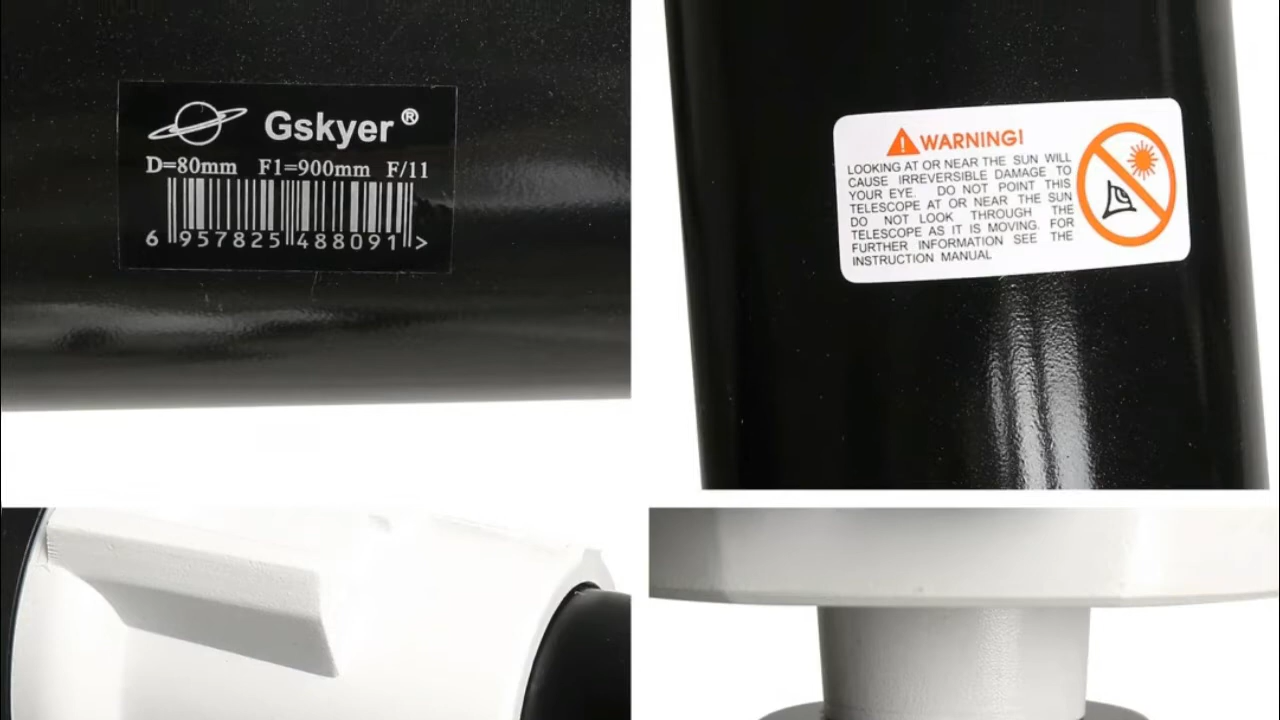 Gskyer®
D=80mm F1=900mm F/11
6 957825 488091 >
WARNING!
LOOKING AT OR NEAR THE SUN WILL
CAUSE IRREVERSIBLE DAMAGE TO
YOUR EYE. DO NOT POINT THIS
TELESCOPE AT OR NEAR THE SUN
DO NOT LOOK THROUGH THE
TELESCOPE AS IT IS MOVING. FOR
FURTHER INFORMATION SEE THE
INSTRUCTION MANUAL